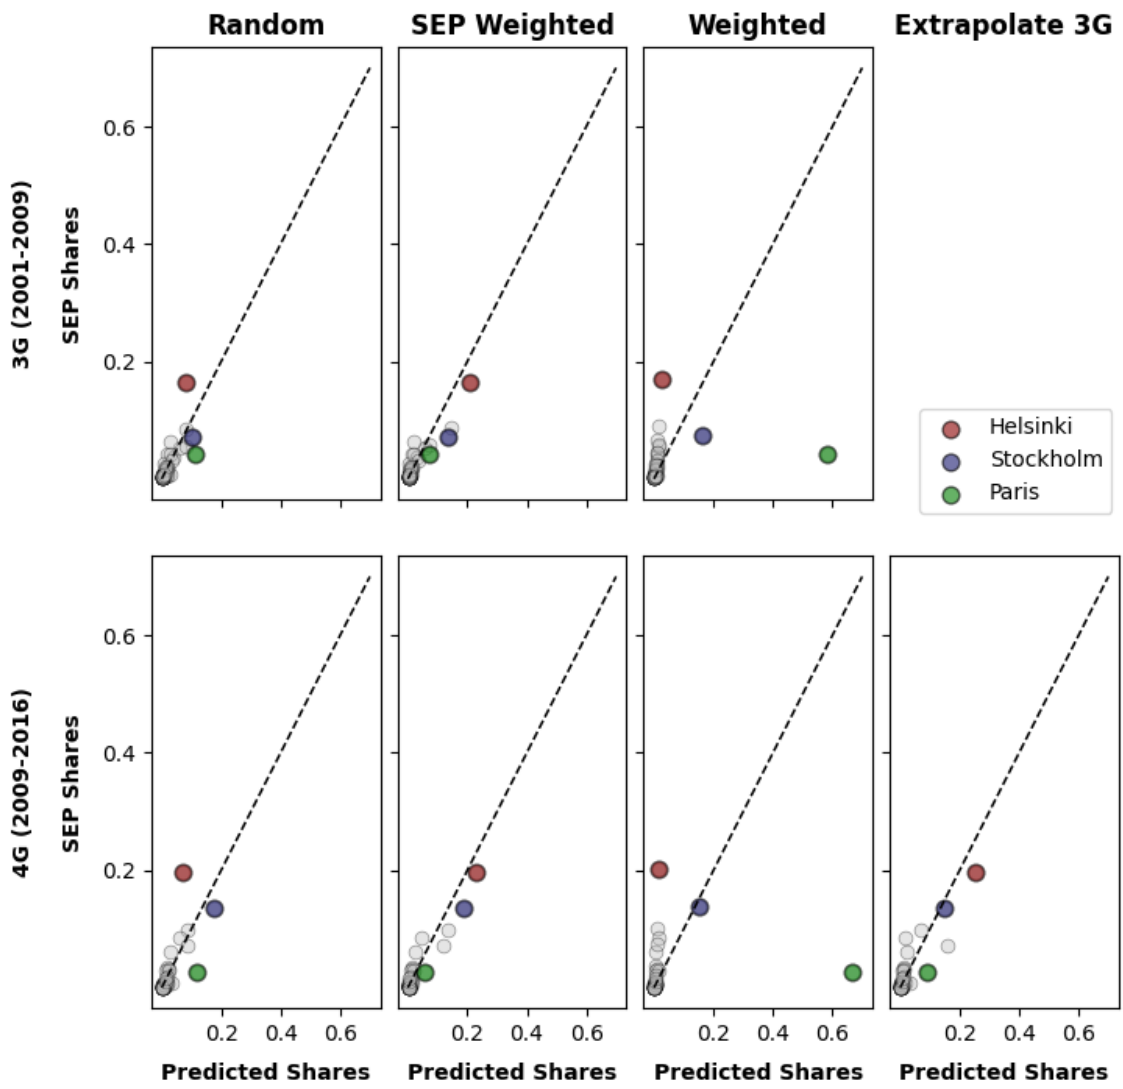 Random SEP Weighted Weighted Extrapolate 3G
3G (2001-2009)
SEP Shares
0.6
0.4
0.2
Helsinki
Stockholm
Paris
4G (2009-2016)
SEP Shares
0.6
0.4
0.2
0.2 0.4 0.6 0.2 0.4 0.6 0.2 0.4 0.6 0.2 0.4 0.6
Predicted Shares Predicted Shares Predicted Shares Predicted Shares